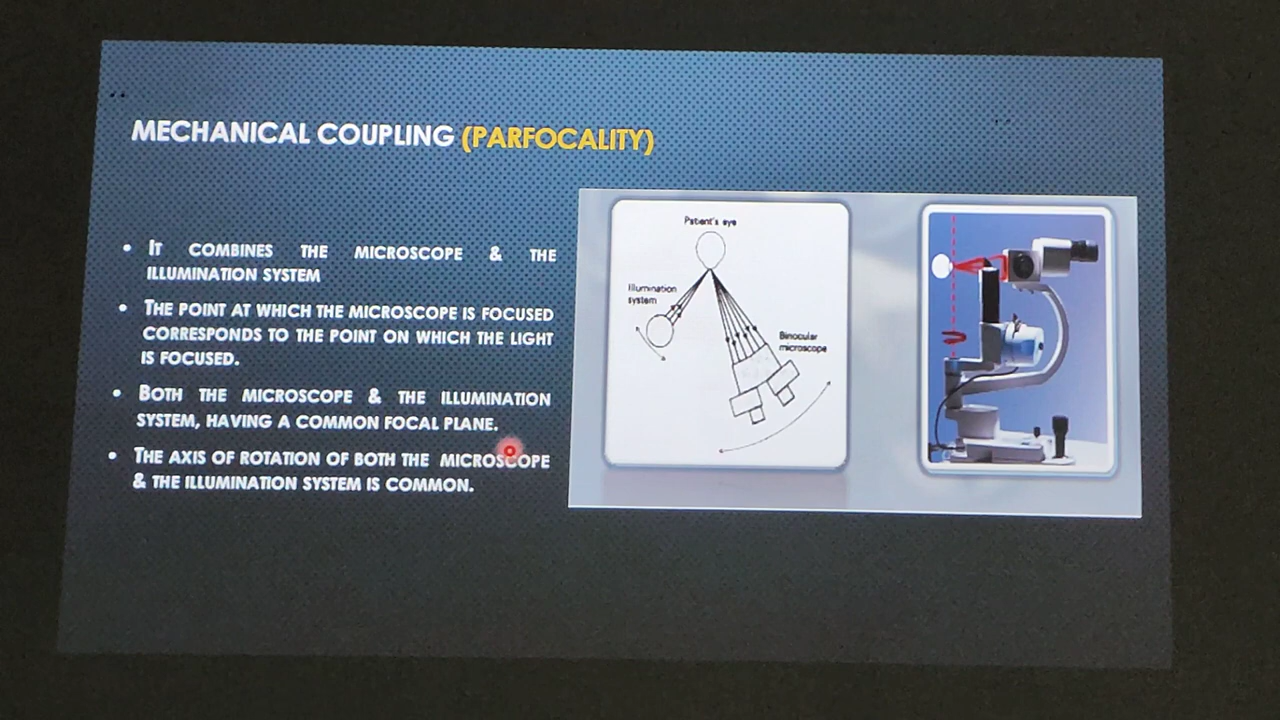 MECHANICAL COUPLING (PARFOCALITY)
• IT COMBINES THE MICROSCOPE & THE
ILLUMINATION SYSTEM
• THE POINT AT WHICH THE MICROSCOPE IS FOCUSED
CORRESPONDS TO THE POINT ON WHICH THE LIGHT
IS FOCUSED.
• BOTH THE MICROSCOPE & THE ILLUMINATION
SYSTEM, HAVING A COMMON FOCAL PLANE.
• THE AXIS OF ROTATION OF BOTH THE MICROSCOPE
& THE ILLUMINATION SYSTEM IS COMMON.
Patient's eye
Illumination
system
Binocular
microscope